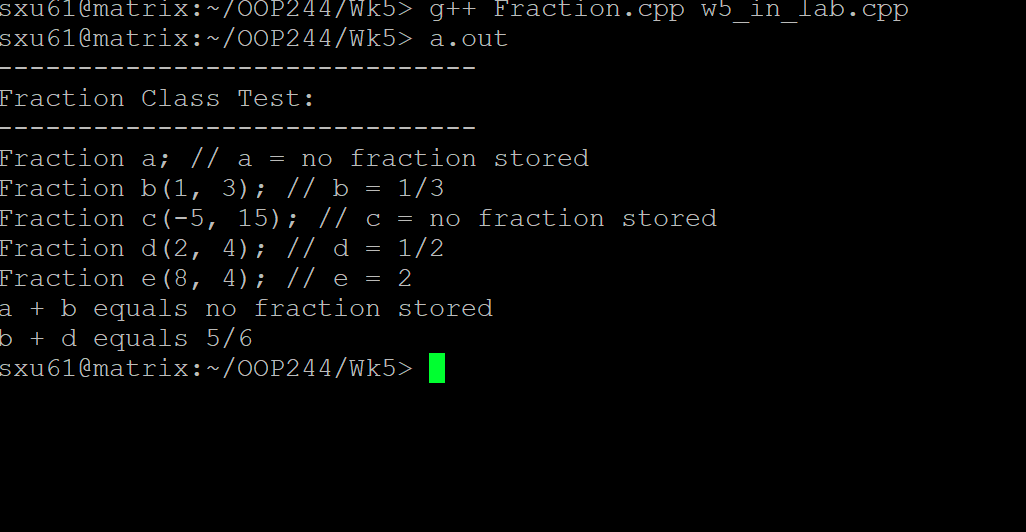 sxu61@matrix:~/OOP244/Wk5> g++ Fraction.cpp w5_in_lab.cpp
sxu61@matrix:~/OOP244/Wk5> a.out
------------------------------
Fraction Class Test:
------------------------------
Fraction a; // a = no fraction stored
Fraction b(1, 3); // b = 1/3
Fraction c(-5, 15); // c = no fraction stored
Fraction d(2, 4); // d = 1/2
Fraction e(8, 4); // e = 2
a + b equals no fraction stored
b + d equals 5/6
sxu61@matrix:~/OOP244/Wk5>